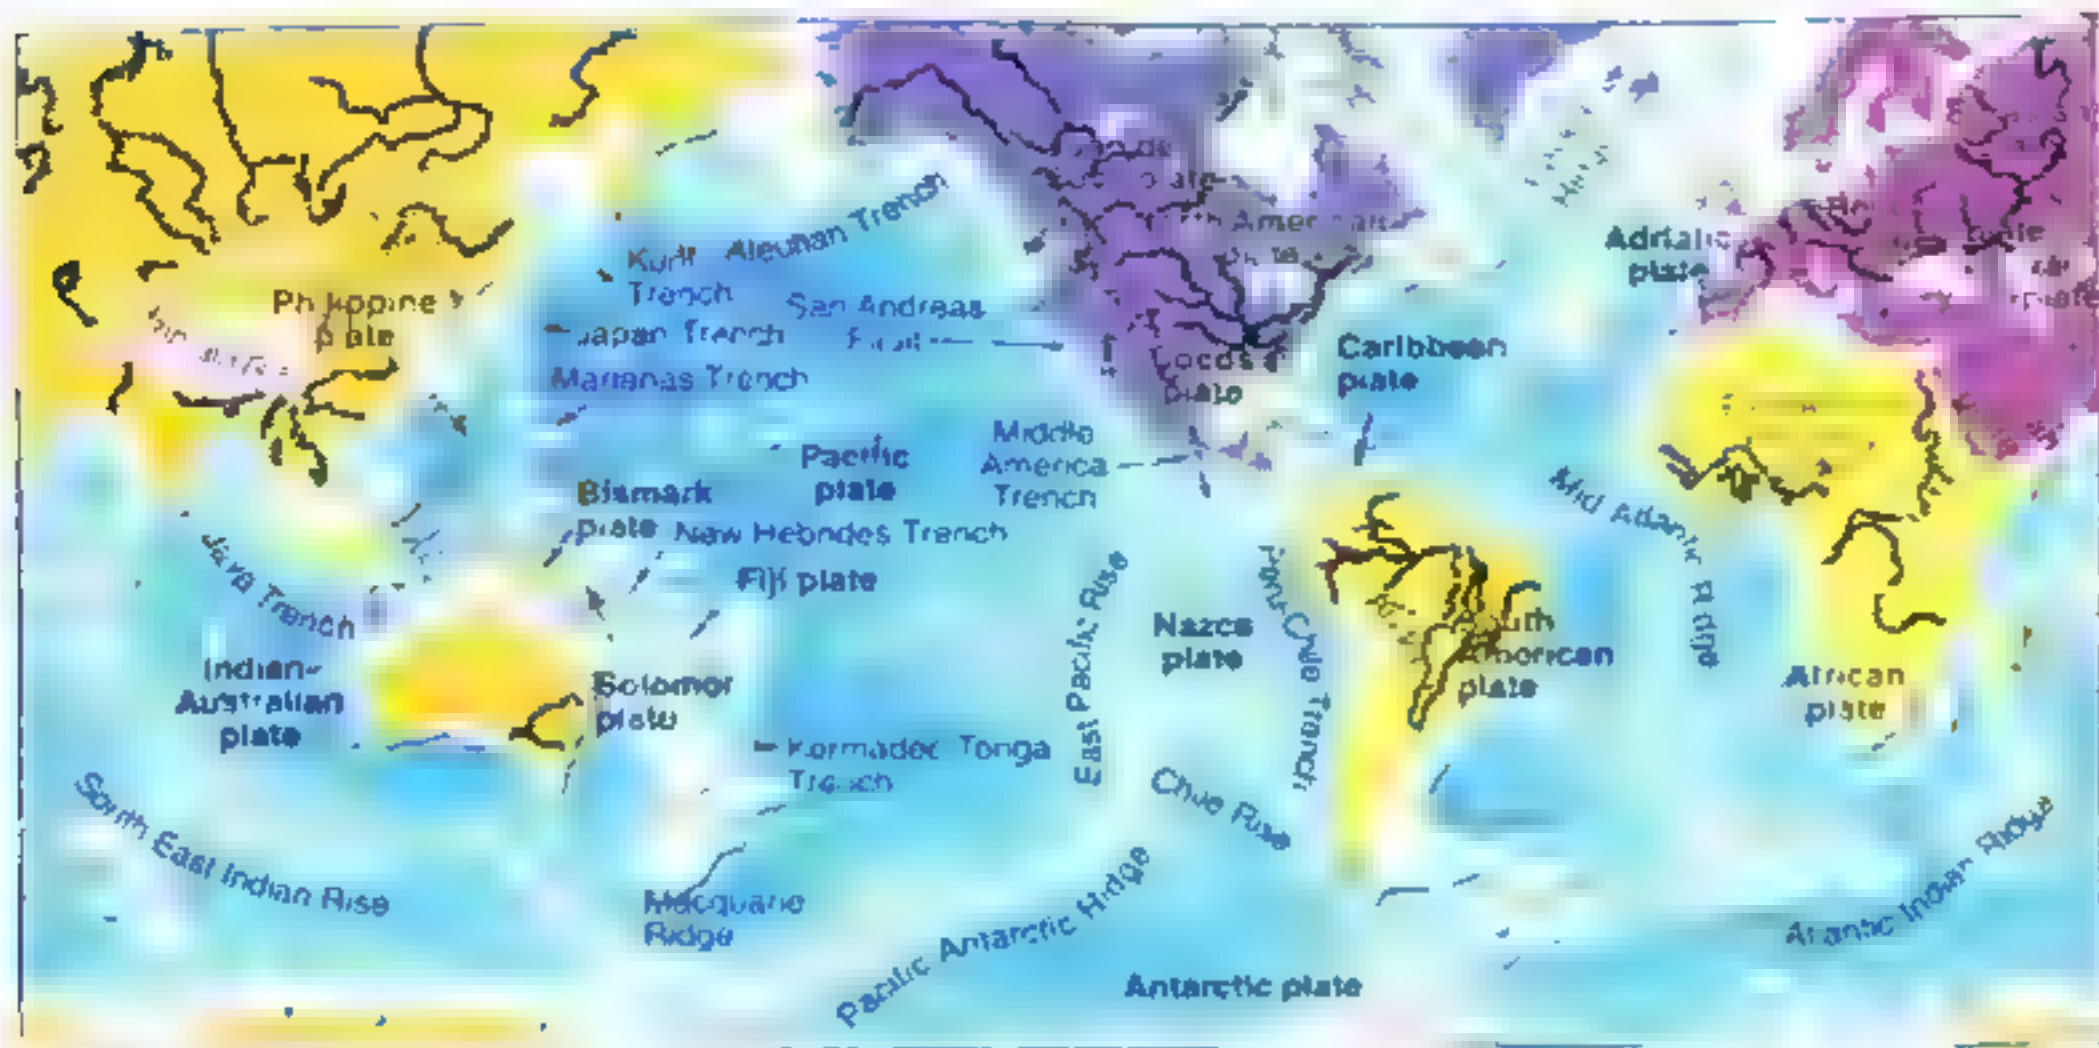 Aleutian Trench
Kuril
Trench
San Andreas
Fault
Japan Trench
Marianas Trench
Philippine
plate
North American
Adriatic
plate
Cocos
plate
Caribbean
plate
Middle
America
Trench
Pacific
plate
Bismark
plate
New Hebrides Trench
Fiji plate
Mid Atlantic Ridge
Java Trench
East Pacific Rise
Nazca
plate
Peru-Chile Trench
South
American
plate
African
plate
Indian-
Australian
plate
Solomon
plate
Kermadec Tonga
Trench
Chile Rise
South East Indian Rise
Macquarie
Ridge
Pacific Antarctic Ridge
Atlantic Indian Ridge
Antarctic plate